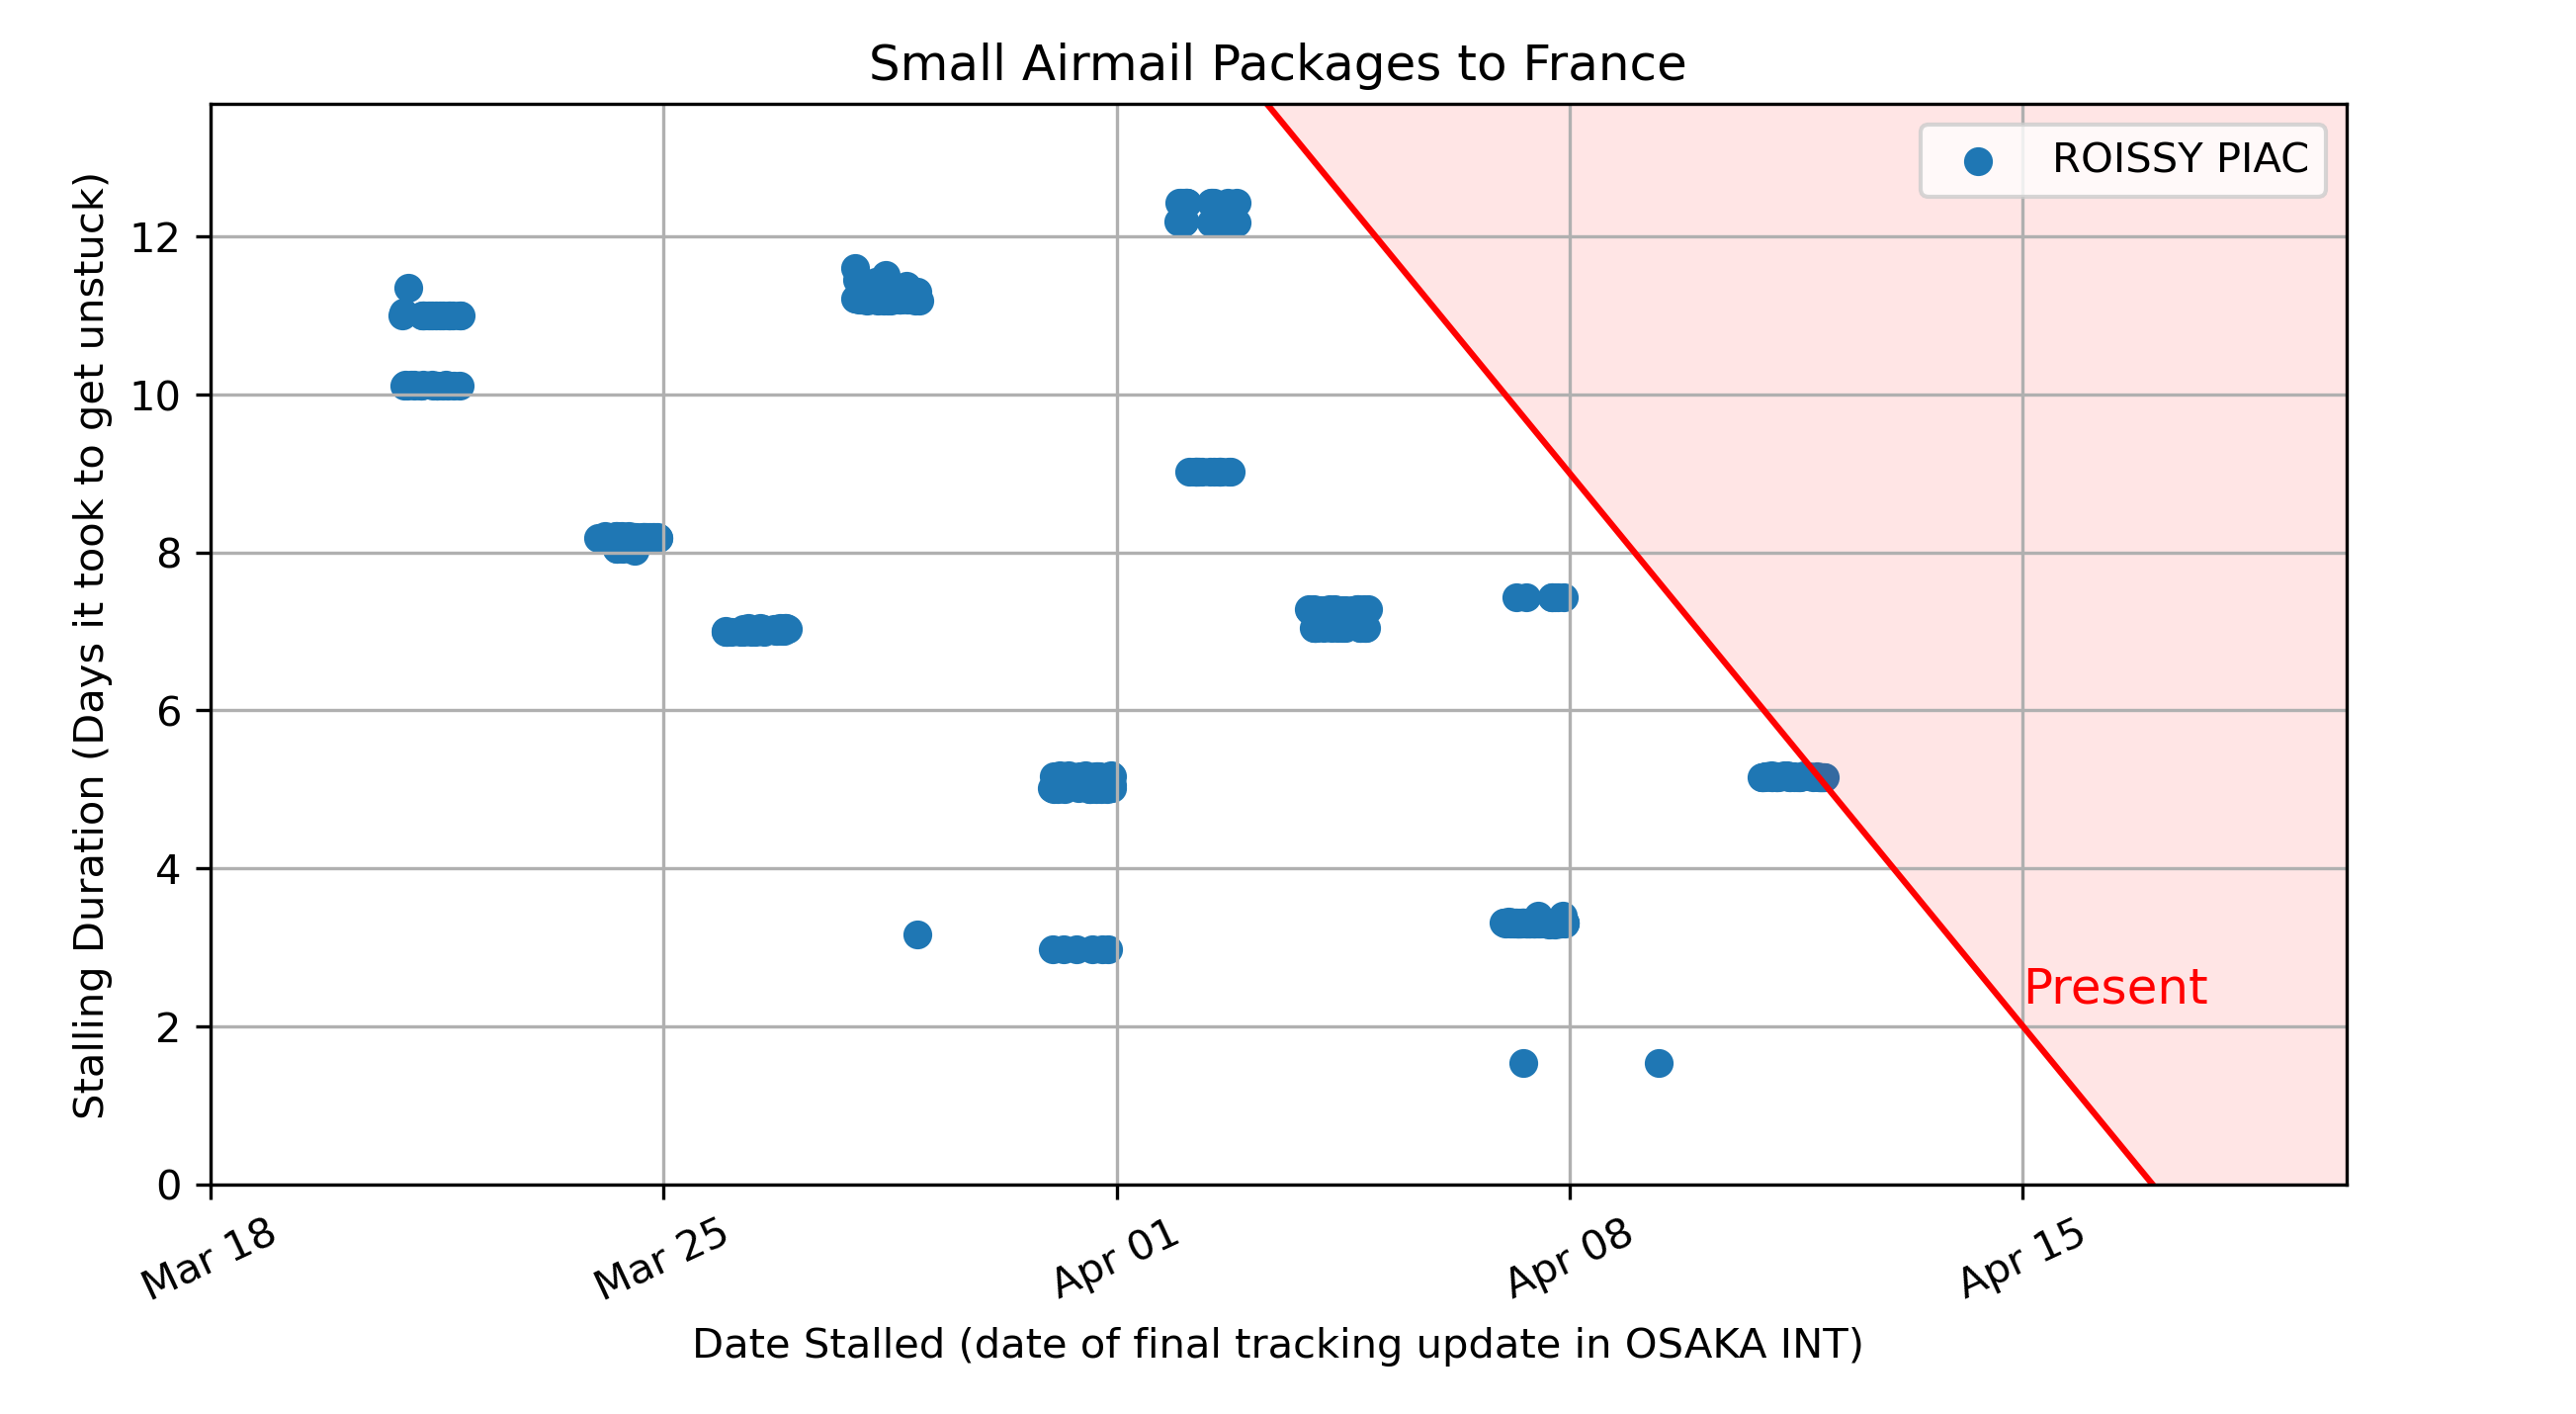 Small Airmail Packages to France
ROISSY PIAC
Stalling Duration (Days it took to get unstuck)
12
10
8
6
4
2
0
Present
Mar 18
Mar 25
Apr 01
Apr 08
Apr 15
Date Stalled (date of final tracking update in OSAKA INT)